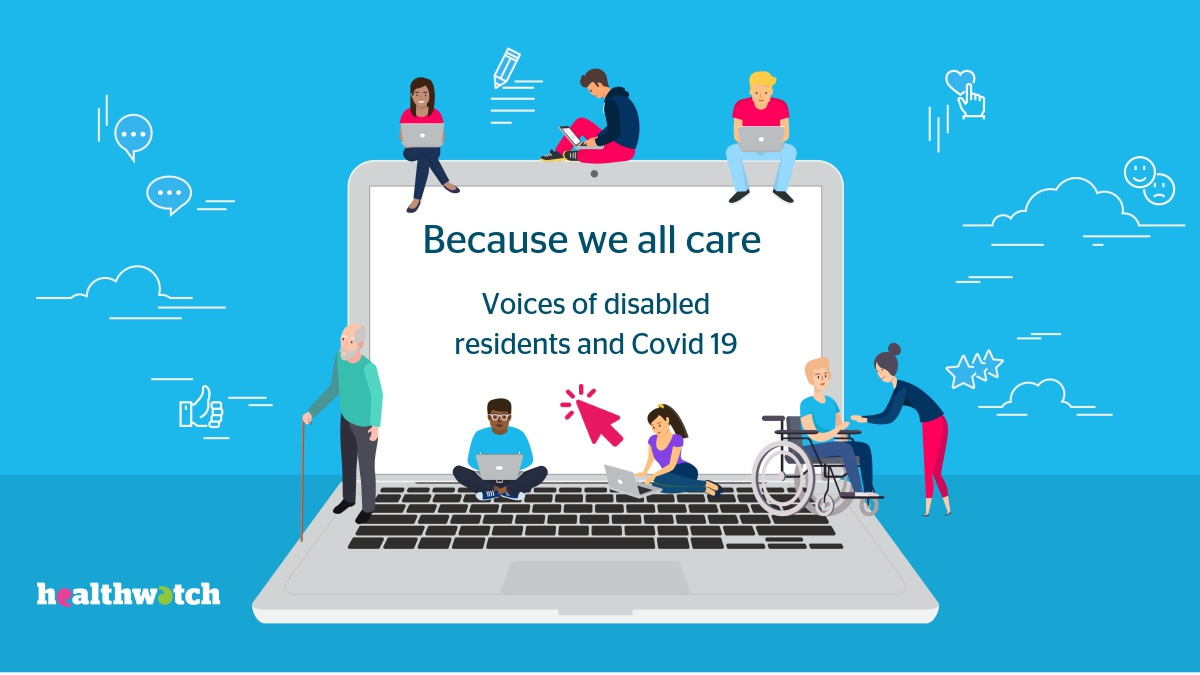 Because we all care
Voices of disabled
residents and Covid 19
healthwatch